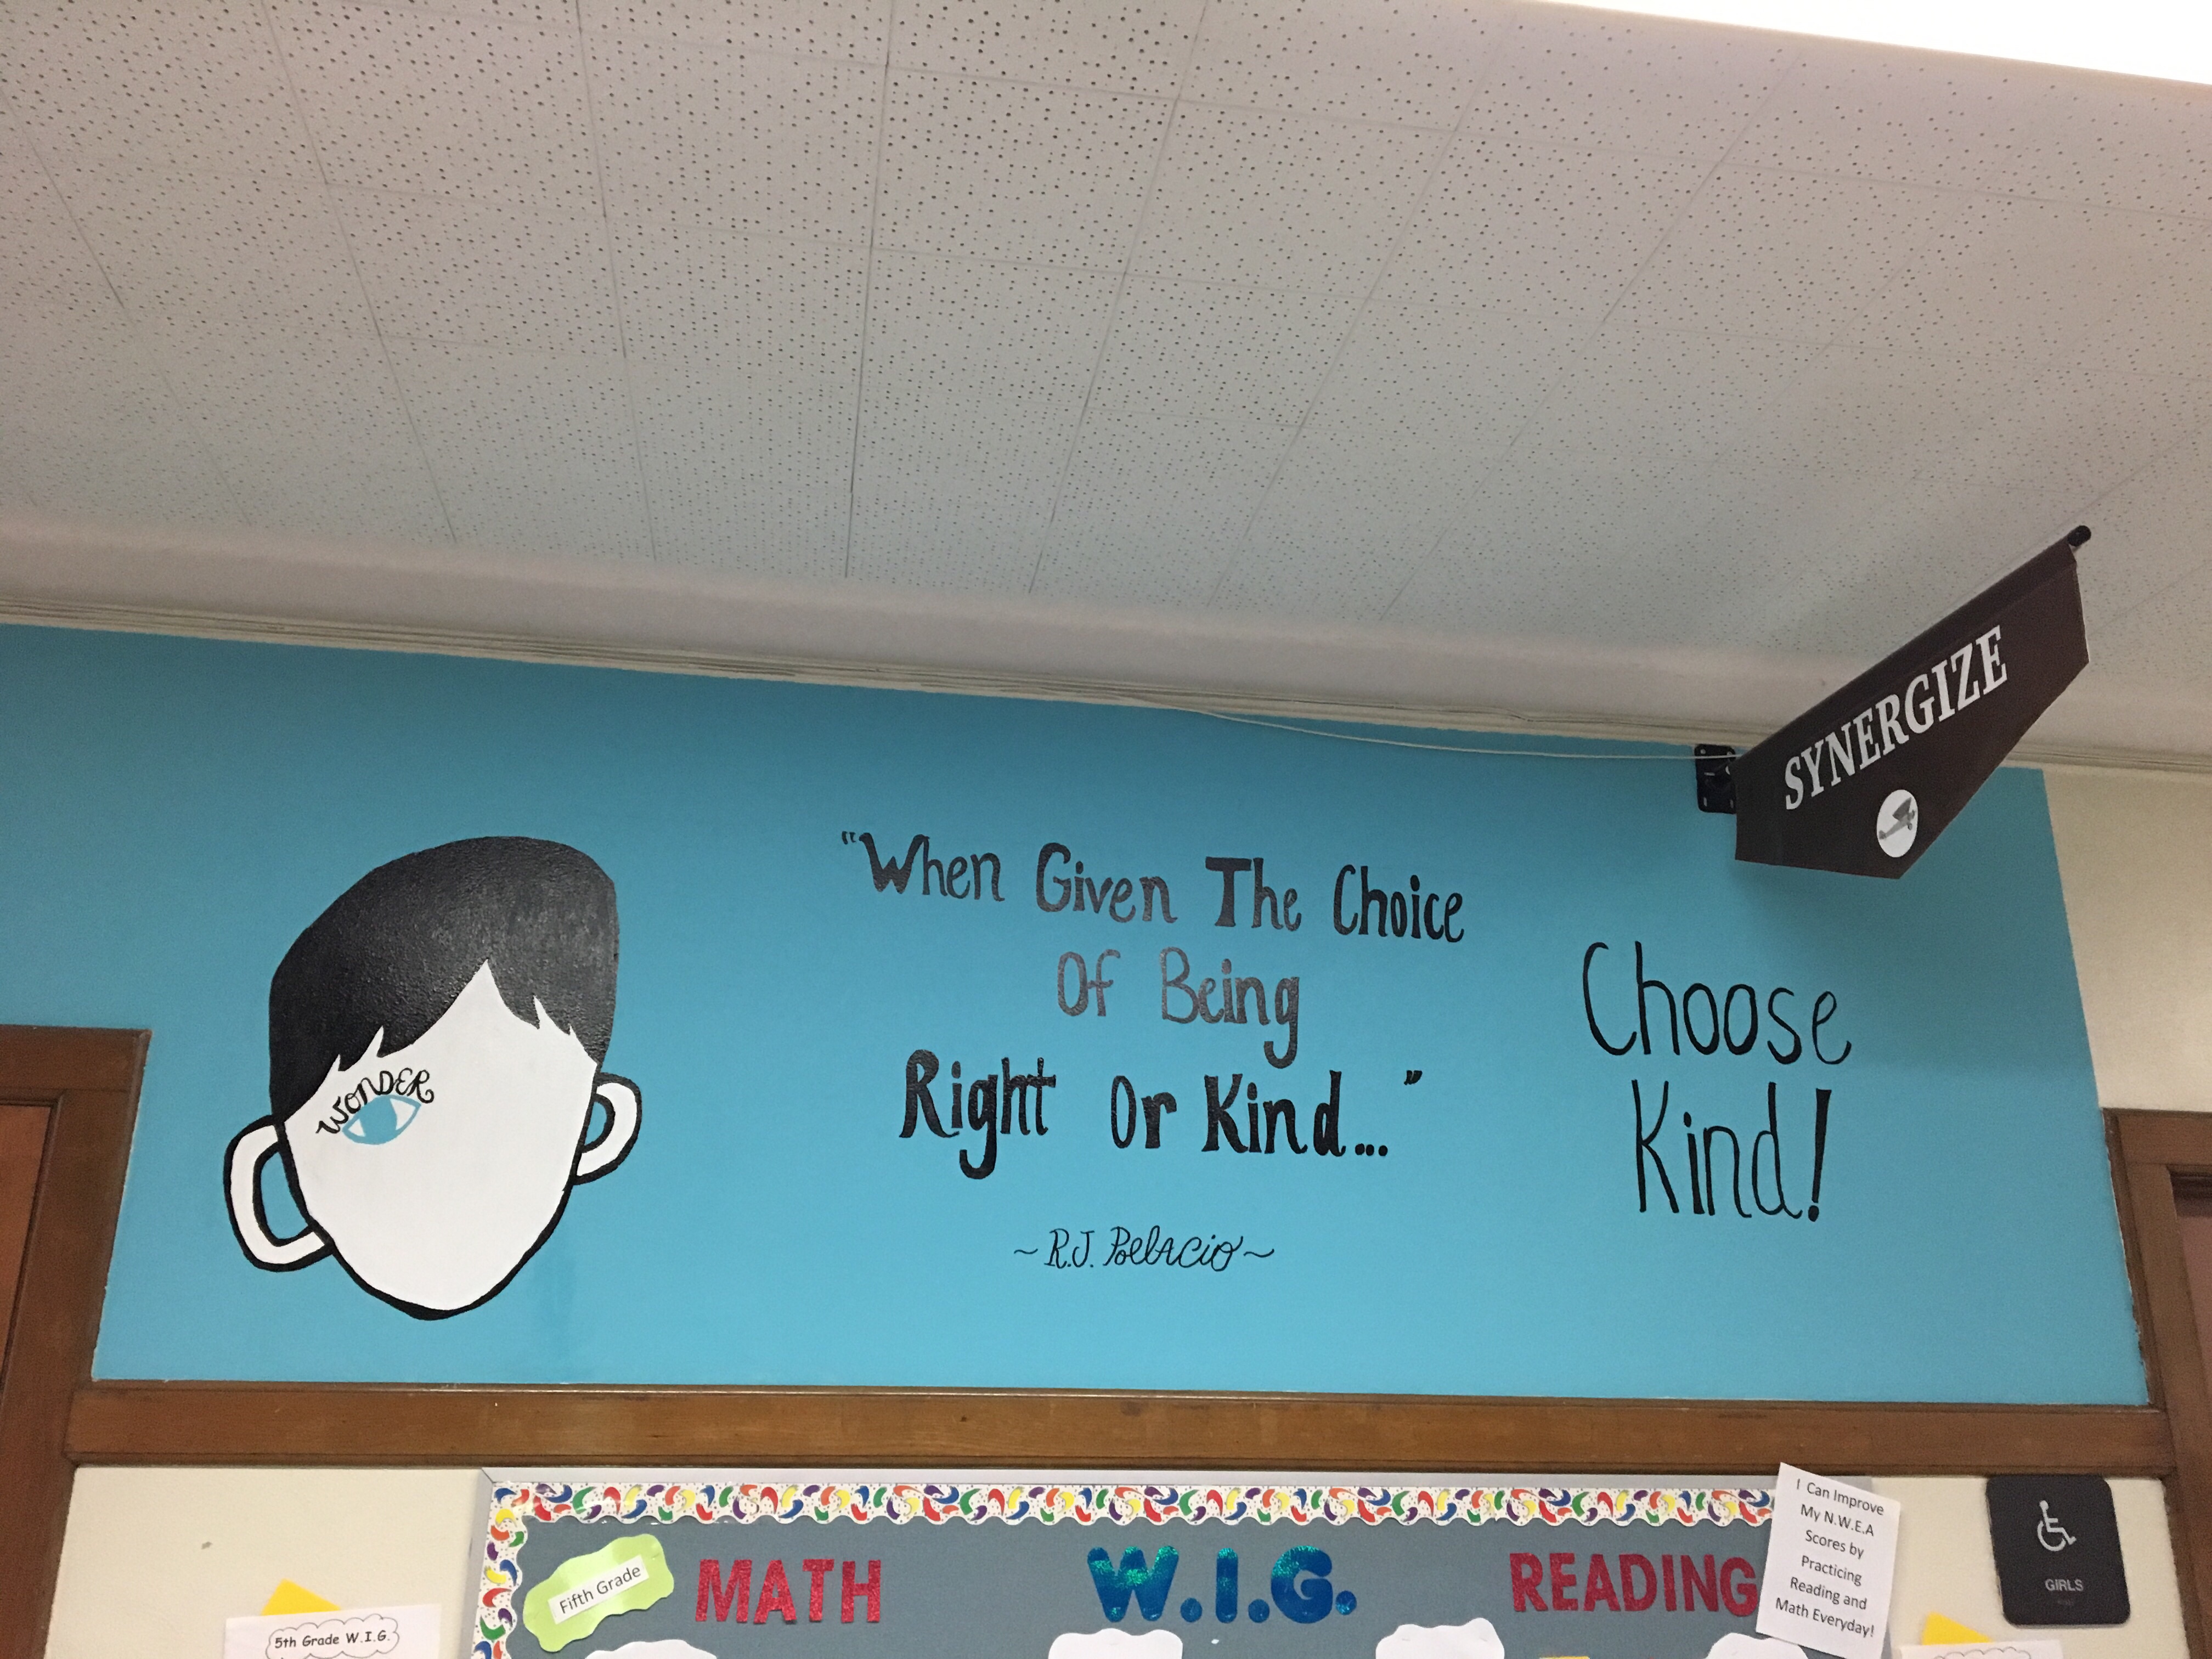 SYNERGIZE
WONDER
"When Given The Choice
Of Being
Right Or Kind..."
~R.J. Palacio~
Choose
Kind!
Fifth Grade
MATH
W.I.G.
READING
I Can Improve
My N.W.E.A
Scores by
Practicing
Reading and
Math Everyday!
GIRLS
5th Grade W.I.G.